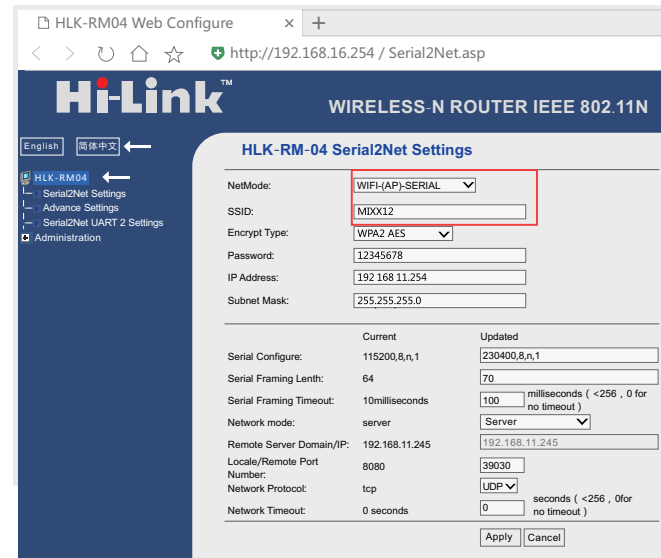 HLK-RM04 Web Configure × +
http://192.168.16.254 / Serial2Net.asp
Hi-Link™
WIRELESS-N ROUTER IEEE 802.11N
English 简体中文
HLK-RM04
Serial2Net Settings
Advance Settings
Serial2Net UART 2 Settings
Administration
HLK-RM-04 Serial2Net Settings
NetMode: WIFI-(AP)-SERIAL
SSID: MIXX12
Encrypt Type: WPA2 AES
Password: 12345678
IP Address: 192 168 11.254
Subnet Mask: 255.255.255.0
Current Updated
Serial Configure: 115200,8,n,1 230400,8,n,1
Serial Framing Lenth: 64 70
Serial Framing Timeout: 10milliseconds 100 milliseconds ( <256 , 0 for
no timeout )
Network mode: server Server
Remote Server Domain/IP: 192.168.11.245 192.168.11.245
Locale/Remote Port
Number: 8080 39030
Network Protocol: tcp UDP
Network Timeout: 0 seconds 0 seconds ( <256 , 0for
no timeout )
Apply Cancel